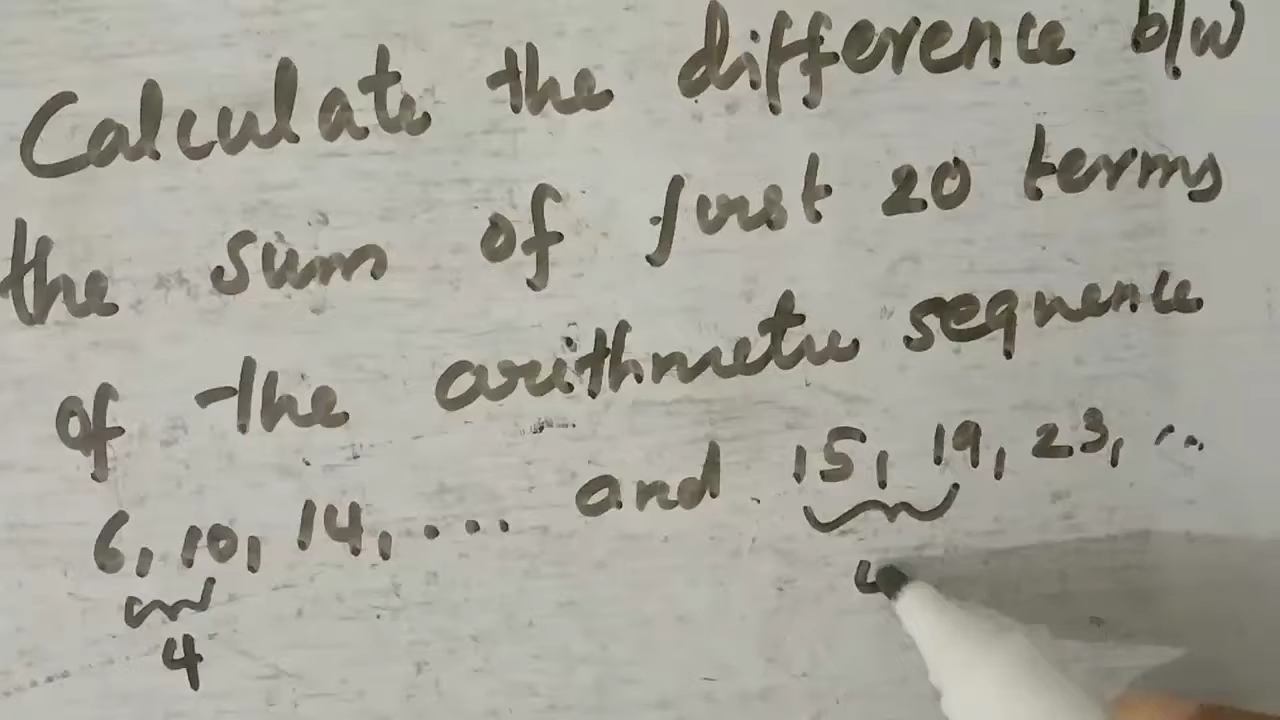 Calculate the difference b/w
the sum of first 20 terms
of the arithmetic sequence
6, 10, 14, .... and 15, 19, 23, ...
4 4